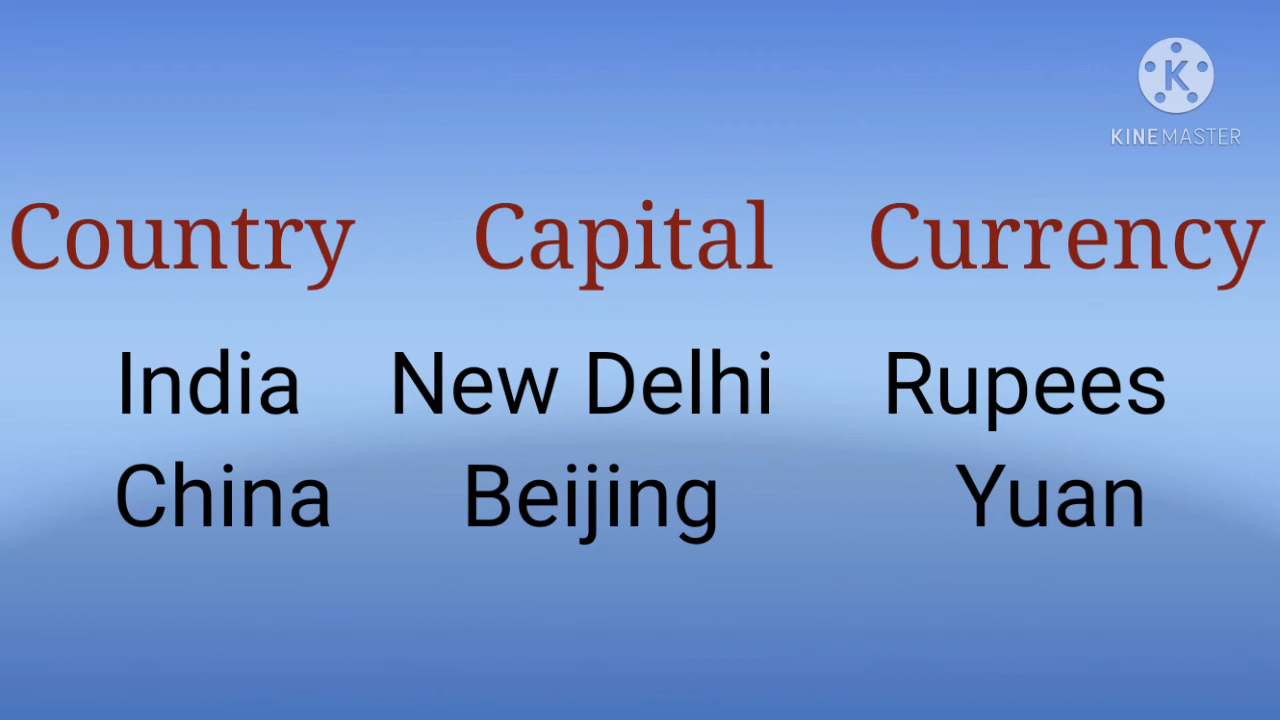 KINEMASTER
Country Capital Currency
India New Delhi Rupees
China Beijing Yuan